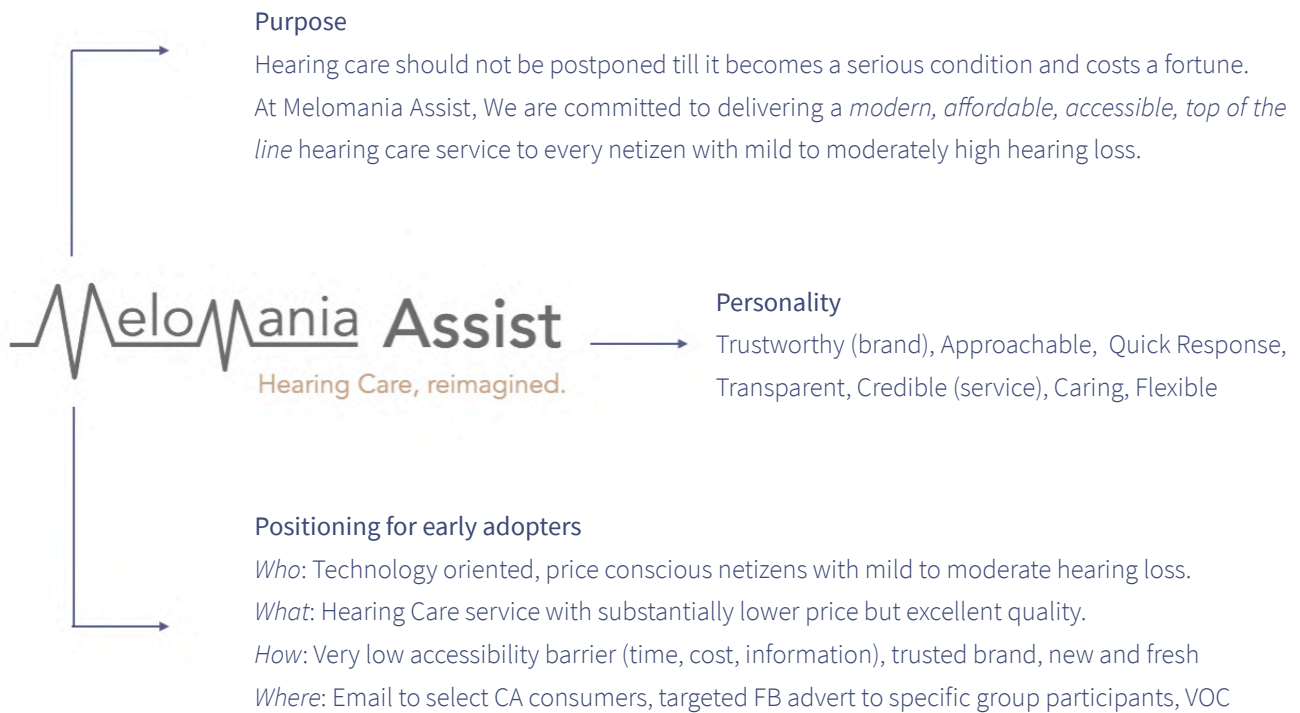 Purpose
Hearing care should not be postponed till it becomes a serious condition and costs a fortune.
At Melomania Assist, We are committed to delivering a modern, affordable, accessible, top of the
line hearing care service to every netizen with mild to moderately high hearing loss.
MeloMania Assist
Hearing Care, reimagined.
Personality
Trustworthy (brand), Approachable, Quick Response,
Transparent, Credible (service), Caring, Flexible
Positioning for early adopters
Who: Technology oriented, price conscious netizens with mild to moderate hearing loss.
What: Hearing Care service with substantially lower price but excellent quality.
How: Very low accessibility barrier (time, cost, information), trusted brand, new and fresh
Where: Email to select CA consumers, targeted FB advert to specific group participants, VOC